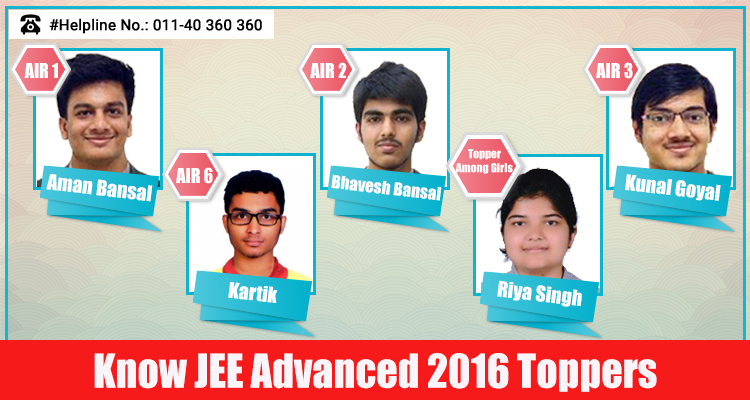 #Helpline No.: 011-40 360 360
AIR 1
Aman Bansal
AIR 2
Bhavesh Bansal
AIR 3
Kunal Goyal
AIR 6
Kartik
Topper
Among Girls
Riya Singh
Know JEE Advanced 2016 Toppers